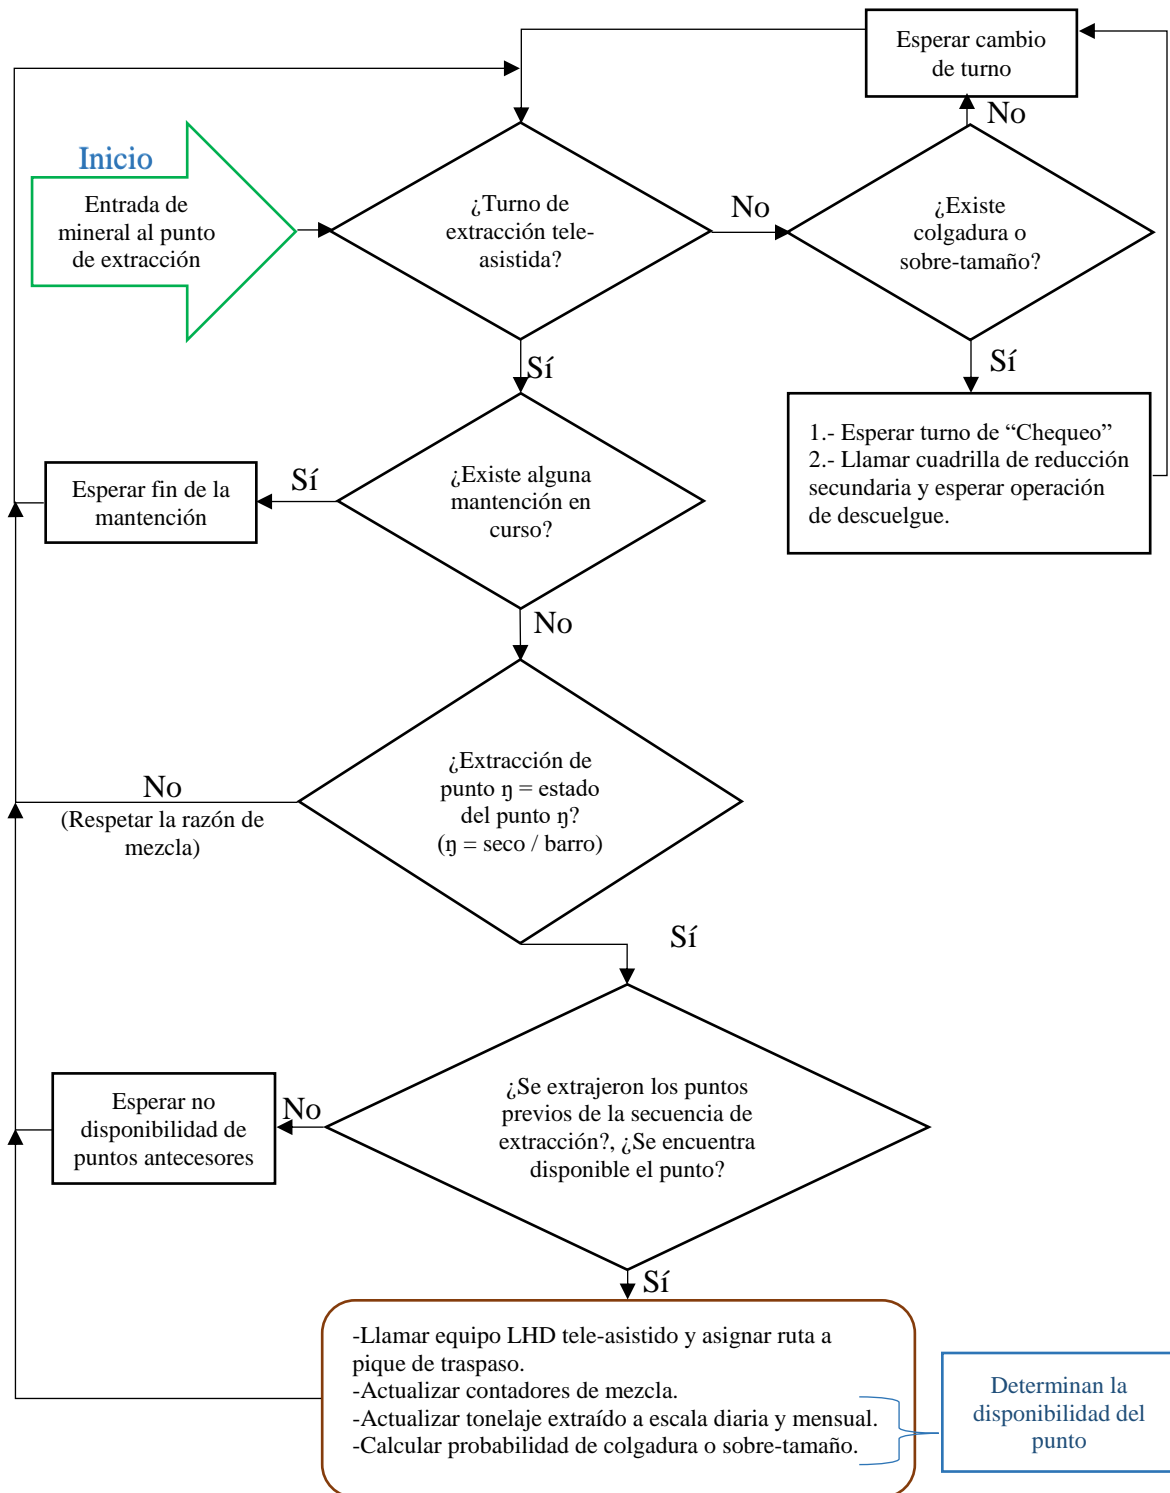 Esperar cambio
de turno
No
Inicio
Entrada de
mineral al punto
de extracción
¿Turno de
extracción tele-
asistida?
No
¿Existe
colgadura o
sobre-tamaño?
Sí
Sí
1.- Esperar turno de “Chequeo”
2.- Llamar cuadrilla de reducción
secundaria y esperar operación
de descuelgue.
Esperar fin de la
mantención
Sí
¿Existe alguna
mantención en
curso?
No
¿Extracción de
punto ŋ = estado
del punto ŋ?
(ŋ = seco / barro)
No
(Respetar la razón de
mezcla)
Sí
Esperar no
disponibilidad de
puntos antecesores
No
¿Se extrajeron los puntos
previos de la secuencia de
extracción?, ¿Se encuentra
disponible el punto?
Sí
-Llamar equipo LHD tele-asistido y asignar ruta a
pique de traspaso.
-Actualizar contadores de mezcla.
-Actualizar tonelaje extraído a escala diaria y mensual.
-Calcular probabilidad de colgadura o sobre-tamaño.
Determinan la
disponibilidad del
punto